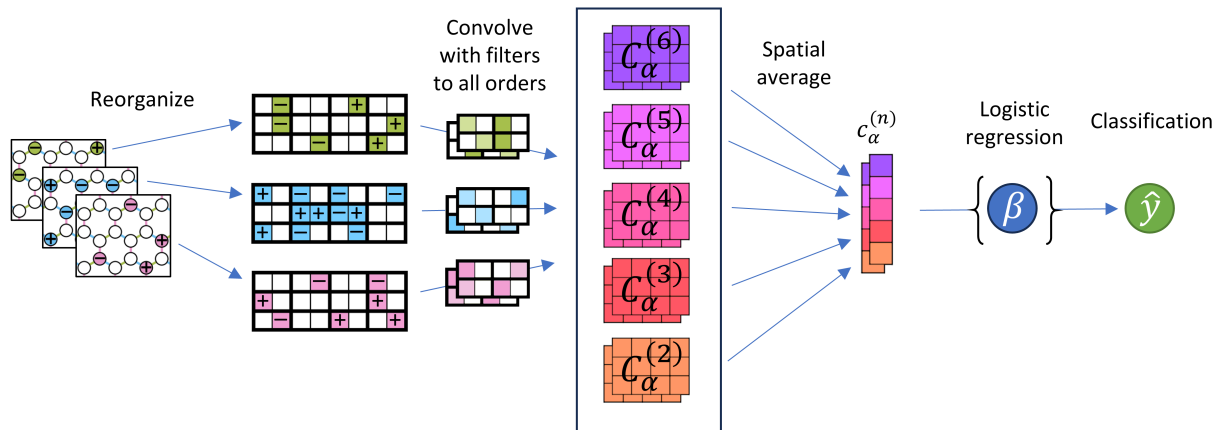 Reorganize
Convolve
with filters
to all orders
C_α^(6)
C_α^(5)
C_α^(4)
C_α^(3)
C_α^(2)
Spatial
average
c_α^(n)
Logistic
regression
{ β }
Classification
ŷ
− +
− +
− +
+ − − −
+ + − +
+ − −
− −
+ +
− + +
− +
−
+ − −
−
+
−
+
−
+